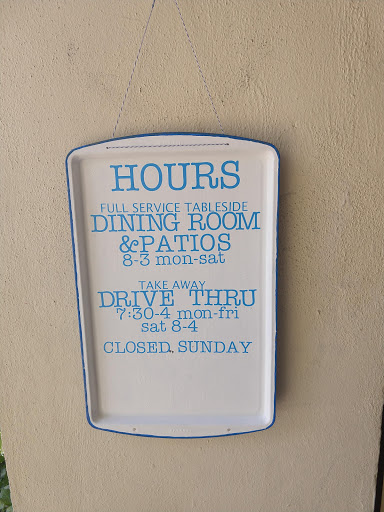 HOURS
FULL SERVICE TABLESIDE
DINING ROOM
&PATIOS
8-3 mon-sat
TAKE AWAY
DRIVE THRU
7:30-4 mon-fri
sat 8-4
CLOSED SUNDAY